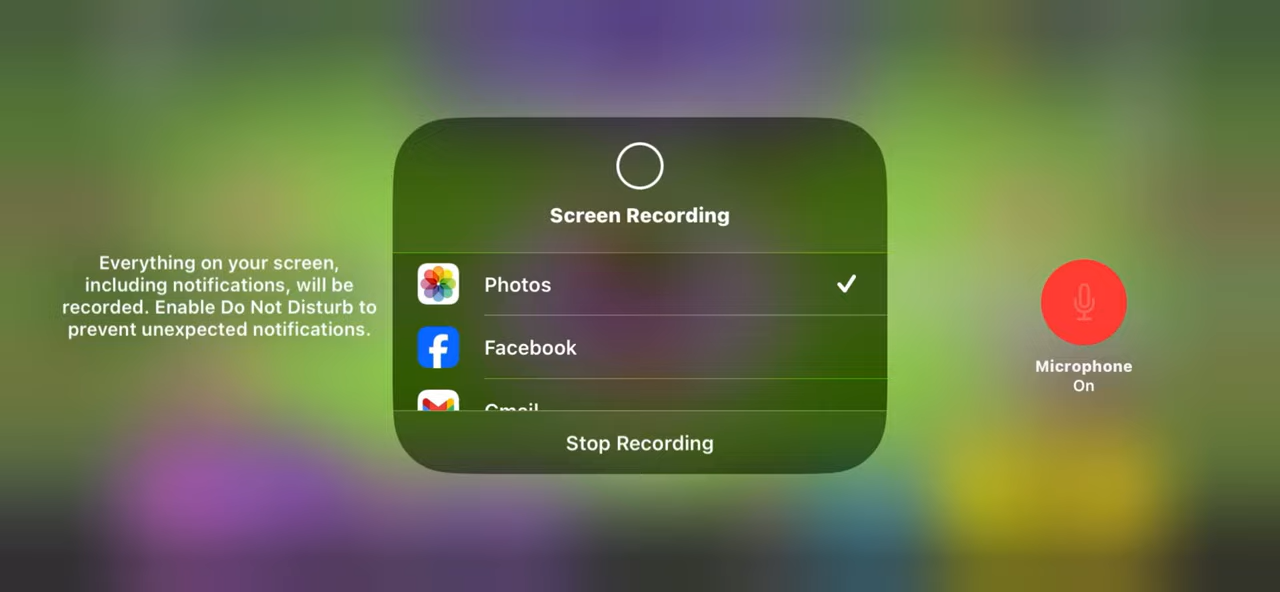 Screen Recording
Everything on your screen,
including notifications, will be
recorded. Enable Do Not Disturb to
prevent unexpected notifications.
Photos
Facebook
Gmail
Stop Recording
Microphone
On